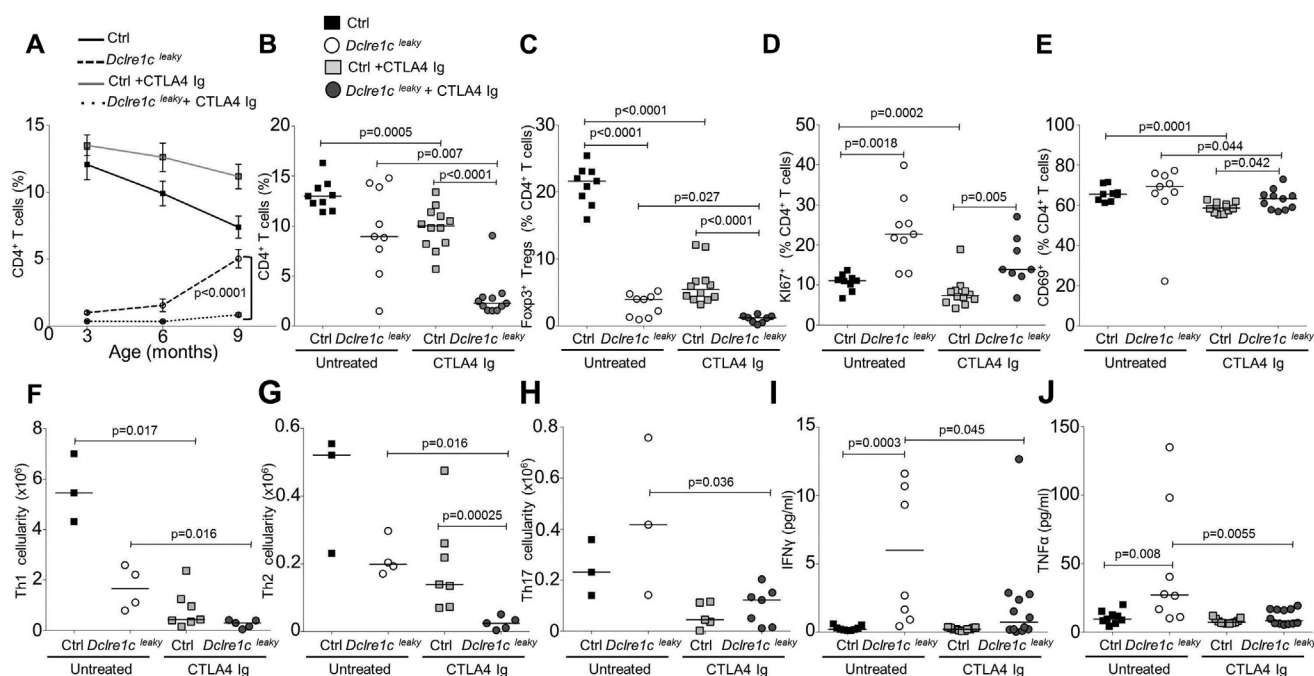 A
Ctrl
Dclre1c leaky
Ctrl +CTLA4 Ig
Dclre1c leaky + CTLA4 Ig
15
10
5
0
CD4+ T cells (%)
p<0.0001
3 6 9
Age (months)
Ctrl
Dclre1c leaky
Ctrl +CTLA4 Ig
Dclre1c leaky + CTLA4 Ig
B
20
15
10
5
0
CD4+ T cells (%)
p=0.0005
p=0.007
p<0.0001
Ctrl Dclre1c leaky Ctrl Dclre1c leaky
Untreated CTLA4 Ig
C
30
20
10
0
Foxp3+ Tregs (% CD4+ T cells)
p<0.0001
p<0.0001
p=0.027
p<0.0001
Ctrl Dclre1c leaky Ctrl Dclre1c leaky
Untreated CTLA4 Ig
D
50
40
30
20
10
0
KI67+ (% CD4+ T cells)
p=0.0002
p=0.0018
p=0.005
Ctrl Dclre1c leaky Ctrl Dclre1c leaky
Untreated CTLA4 Ig
E
100
80
60
40
20
0
CD69+ (% CD4+ T cells)
p=0.0001
p=0.044
p=0.042
Ctrl Dclre1c leaky Ctrl Dclre1c leaky
Untreated CTLA4 Ig
F
8
6
4
2
0
Th1 cellularity (x10⁶)
p=0.017
p=0.016
Ctrl Dclre1c leaky Ctrl Dclre1c leaky
Untreated CTLA4 Ig
G
0.6
0.4
0.2
0.0
Th2 cellularity (x10⁶)
p=0.016
p=0.00025
Ctrl Dclre1c leaky Ctrl Dclre1c leaky
Untreated CTLA4 Ig
H
0.8
0.6
0.4
0.2
0.0
Th17 cellularity (x10⁶)
p=0.036
Ctrl Dclre1c leaky Ctrl Dclre1c leaky
Untreated CTLA4 Ig
I
15
10
5
0
IFNγ (pg/ml)
p=0.0003
p=0.045
Ctrl Dclre1c leaky Ctrl Dclre1c leaky
Untreated CTLA4 Ig
J
150
100
50
0
TNFα (pg/ml)
p=0.008
p=0.0055
Ctrl Dclre1c leaky Ctrl Dclre1c leaky
Untreated CTLA4 Ig